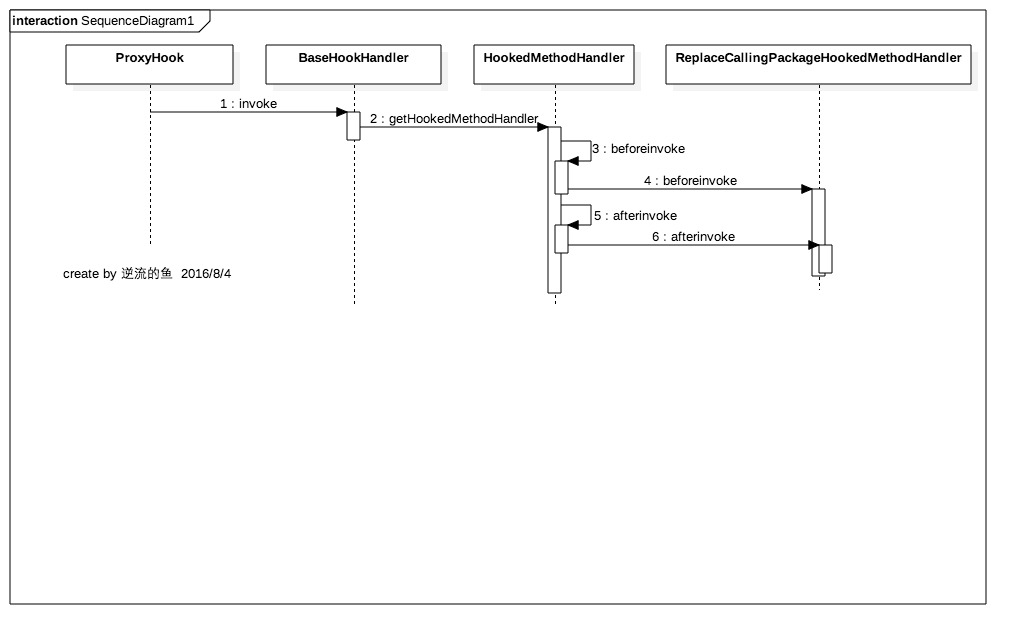 interaction SequenceDiagram1
ProxyHook
BaseHookHandler
HookedMethodHandler
ReplaceCallingPackageHookedMethodHandler
1 : invoke
2 : getHookedMethodHandler
3 : beforeinvoke
4 : beforeinvoke
5 : afterinvoke
6 : afterinvoke
create by 逆流的鱼 2016/8/4